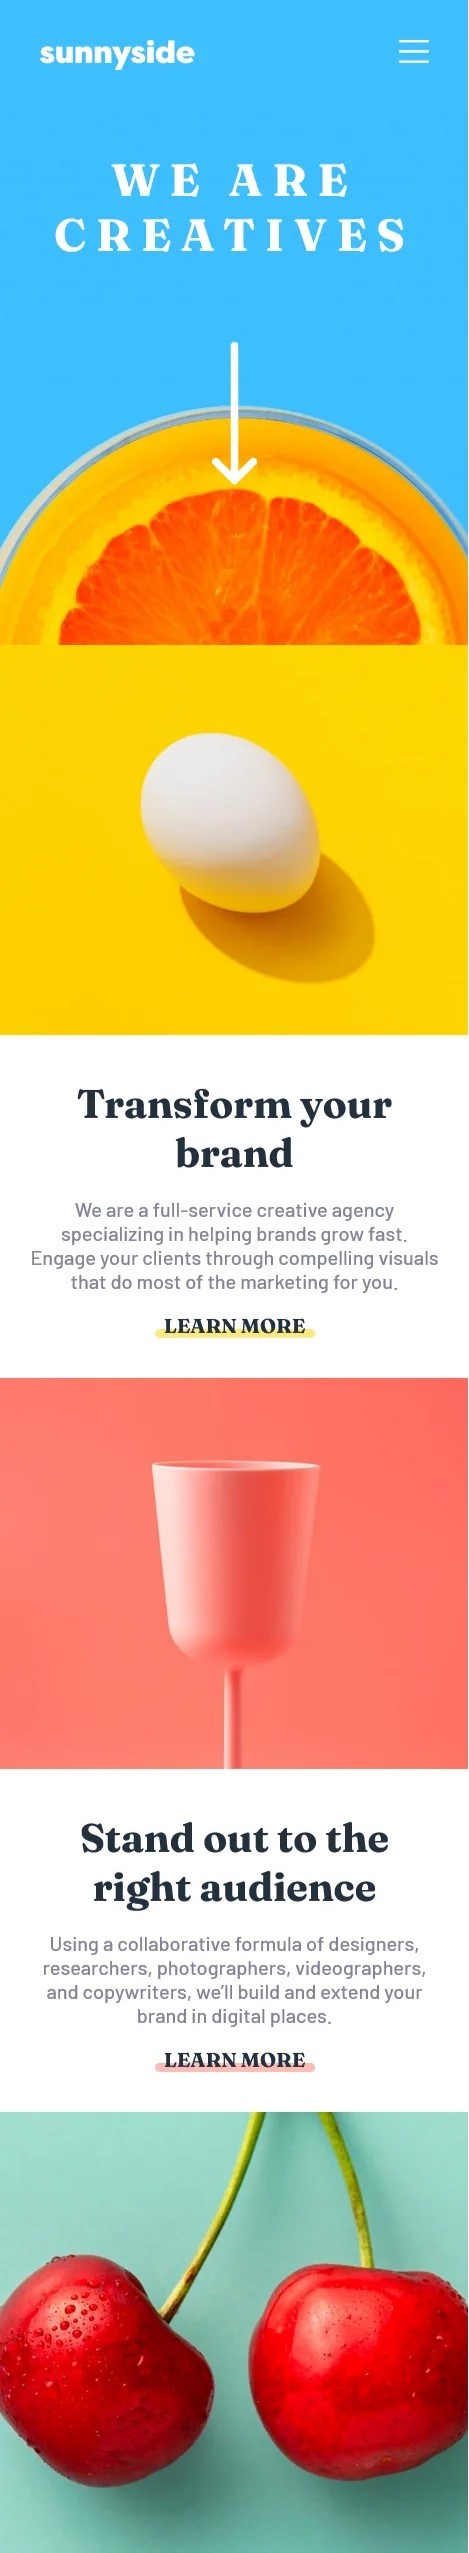 sunnyside
WE ARE
CREATIVES
Transform your
brand
We are a full-service creative agency
specializing in helping brands grow fast.
Engage your clients through compelling visuals
that do most of the marketing for you.
LEARN MORE
Stand out to the
right audience
Using a collaborative formula of designers,
researchers, photographers, videographers,
and copywriters, we’ll build and extend your
brand in digital places.
LEARN MORE